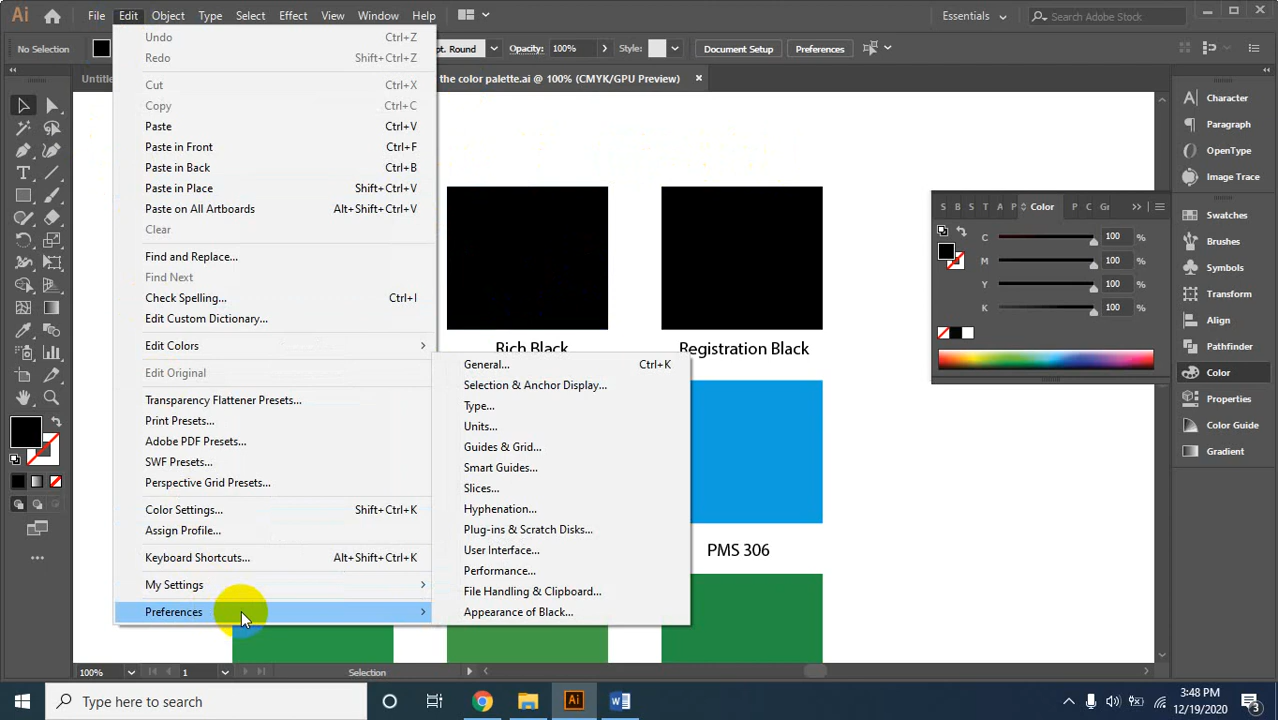 Ai File Edit Object Type Select Effect View Window Help Essentials Search Adobe Stock
No Selection pt. Round Opacity: 100% Style: Document Setup Preferences
the color palette.ai @ 100% (CMYK/GPU Preview)
Undo Ctrl+Z
Redo Shift+Ctrl+Z
Cut Ctrl+X
Copy Ctrl+C
Paste Ctrl+V
Paste in Front Ctrl+F
Paste in Back Ctrl+B
Paste in Place Shift+Ctrl+V
Paste on All Artboards Alt+Shift+Ctrl+V
Clear
Find and Replace...
Find Next
Check Spelling... Ctrl+I
Edit Custom Dictionary...
Edit Colors
Edit Original
Transparency Flattener Presets...
Print Presets...
Adobe PDF Presets...
SWF Presets...
Perspective Grid Presets...
Color Settings... Shift+Ctrl+K
Assign Profile...
Keyboard Shortcuts... Alt+Shift+Ctrl+K
My Settings
Preferences
General... Ctrl+K
Selection & Anchor Display...
Type...
Units...
Guides & Grid...
Smart Guides...
Slices...
Hyphenation...
Plug-ins & Scratch Disks...
User Interface...
Performance...
File Handling & Clipboard...
Appearance of Black...
Rich Black
Registration Black
PMS 306
S B S T A P Color P C Gr
C 100 %
M 100 %
Y 100 %
K 100 %
Character
Paragraph
OpenType
Image Trace
Swatches
Brushes
Symbols
Transform
Align
Pathfinder
Color
Properties
Color Guide
Gradient
100% 1 Selection
Type here to search
3:48 PM
12/19/2020
3